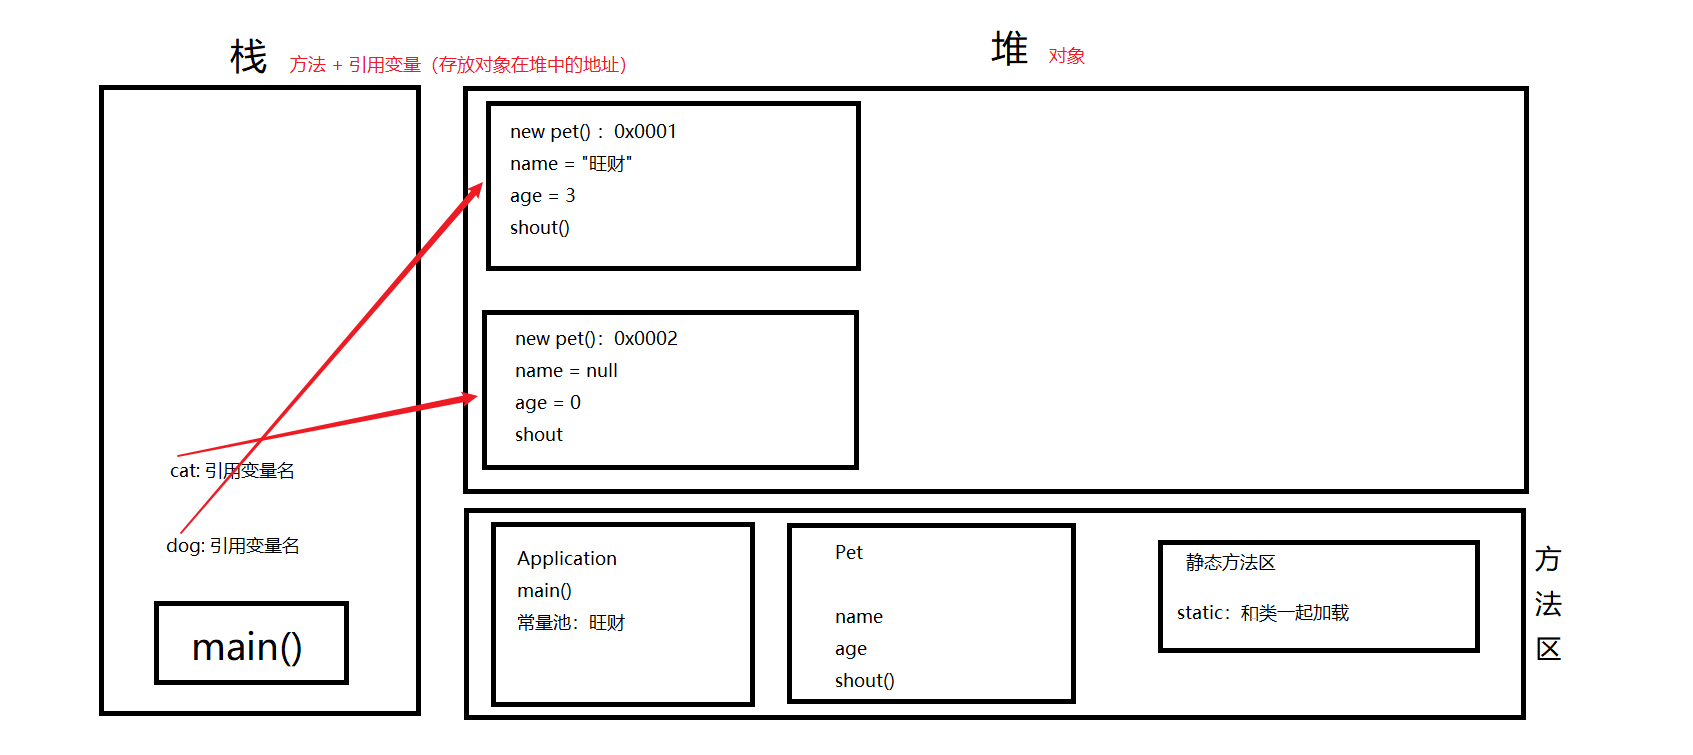 栈 方法 + 引用变量（存放对象在堆中的地址）
堆 对象
new pet() ：0x0001
name = "旺财"
age = 3
shout()
new pet()：0x0002
name = null
age = 0
shout
cat: 引用变量名
dog: 引用变量名
main()
Application
main()
常量池：旺财
Pet
name
age
shout()
静态方法区
static：和类一起加载
方
法
区